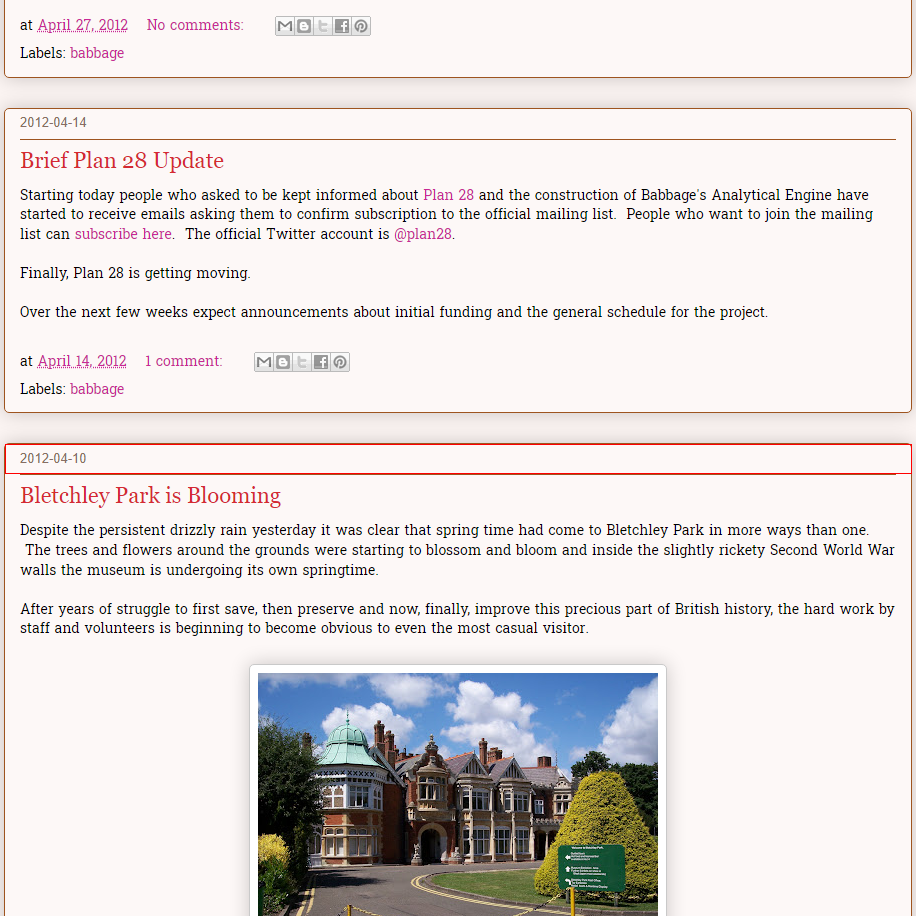 at April 27, 2012 No comments:
Labels: babbage
2012-04-14
Brief Plan 28 Update
Starting today people who asked to be kept informed about Plan 28 and the construction of Babbage's Analytical Engine have
started to receive emails asking them to confirm subscription to the official mailing list. People who want to join the mailing
list can subscribe here. The official Twitter account is @plan28.
Finally, Plan 28 is getting moving.
Over the next few weeks expect announcements about initial funding and the general schedule for the project.
at April 14, 2012 1 comment:
Labels: babbage
2012-04-10
Bletchley Park is Blooming
Despite the persistent drizzly rain yesterday it was clear that spring time had come to Bletchley Park in more ways than one.
The trees and flowers around the grounds were starting to blossom and bloom and inside the slightly rickety Second World War
walls the museum is undergoing its own springtime.
After years of struggle to first save, then preserve and now, finally, improve this precious part of British history, the hard work by
staff and volunteers is beginning to become obvious to even the most casual visitor.